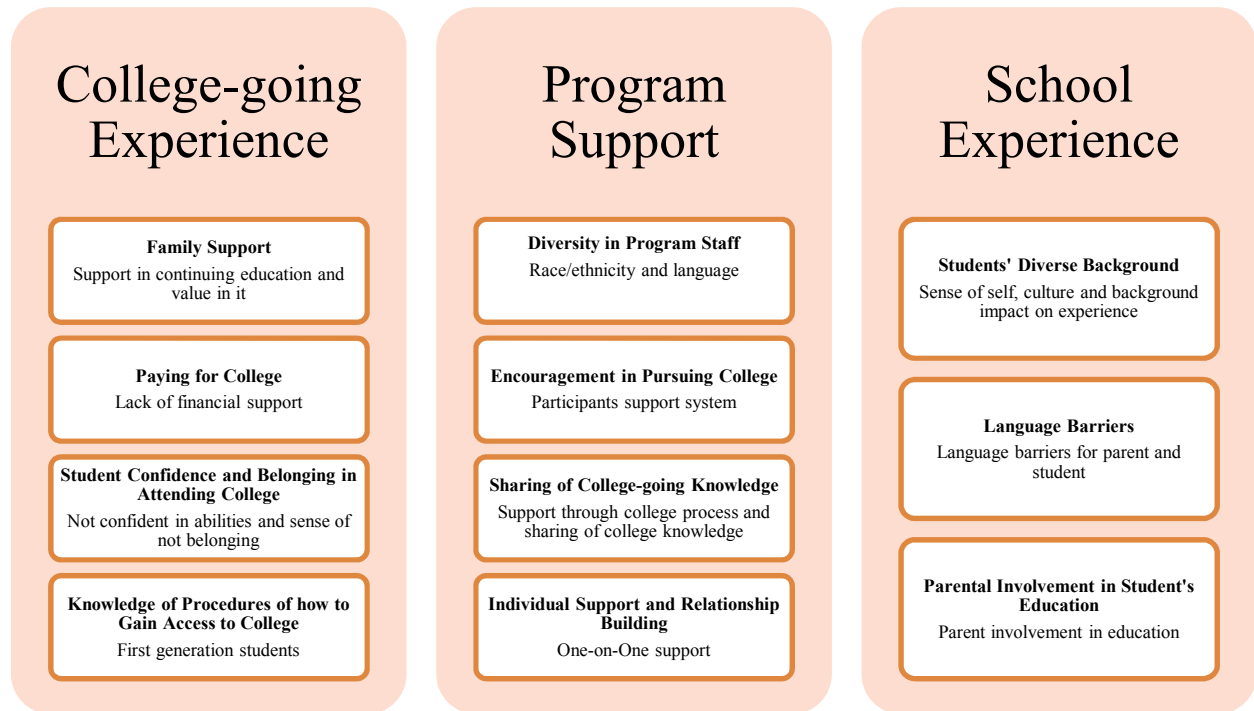 College-going
Experience
Family Support
Support in continuing education and
value in it
Paying for College
Lack of financial support
Student Confidence and Belonging in
Attending College
Not confident in abilities and sense of
not belonging
Knowledge of Procedures of how to
Gain Access to College
First generation students
Program
Support
Diversity in Program Staff
Race/ethnicity and language
Encouragement in Pursuing College
Participants support system
Sharing of College-going Knowledge
Support through college process and
sharing of college knowledge
Individual Support and Relationship
Building
One-on-One support
School
Experience
Students' Diverse Background
Sense of self, culture and background
impact on experience
Language Barriers
Language barriers for parent and
student
Parental Involvement in Student's
Education
Parent involvement in education